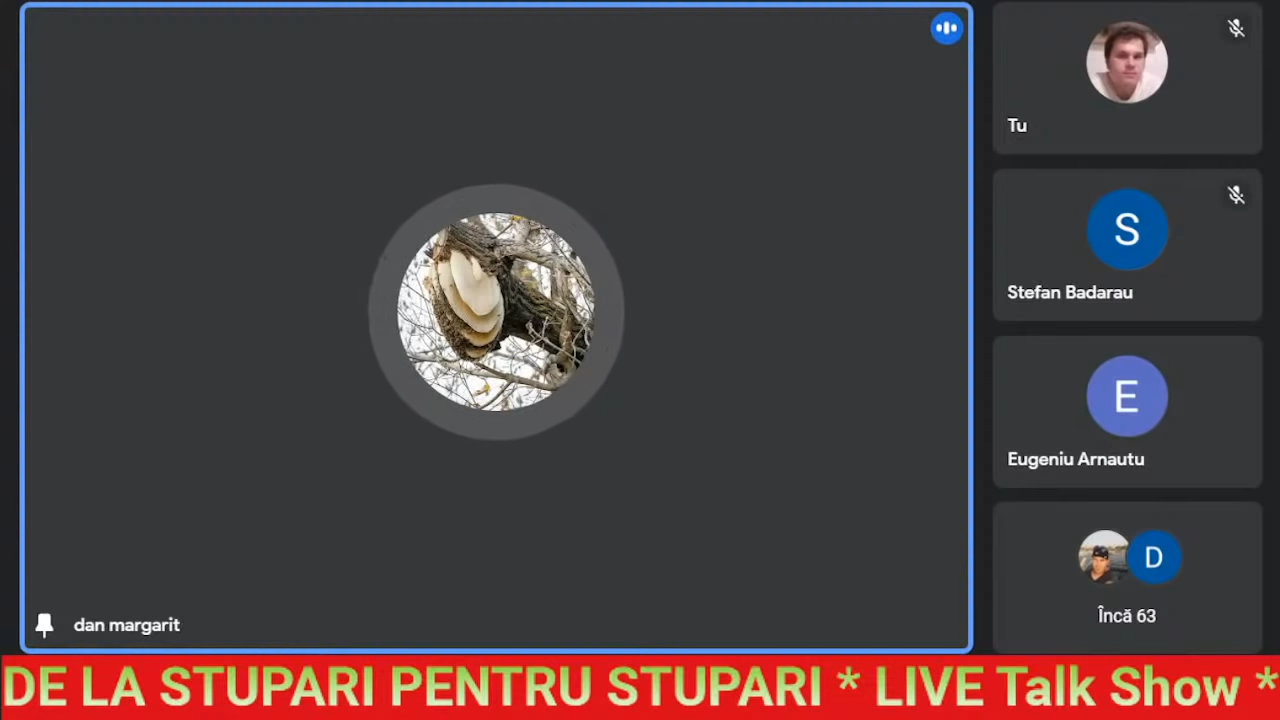 Tu
S
Stefan Badarau
E
Eugeniu Arnautu
D
Încă 63
dan margarit
DE LA STUPARI PENTRU STUPARI * LIVE Talk Show *